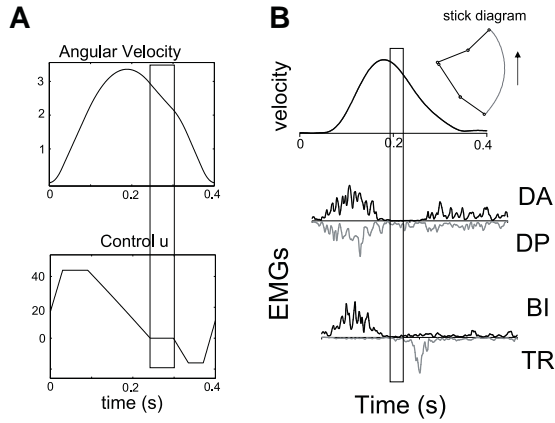 A
Angular Velocity
3
2
1
0
0.2
0.4
Control u
40
20
0
0
0.2
0.4
time (s)
B
stick diagram
velocity
0
0.2
0.4
EMGs
DA
DP
BI
TR
Time (s)